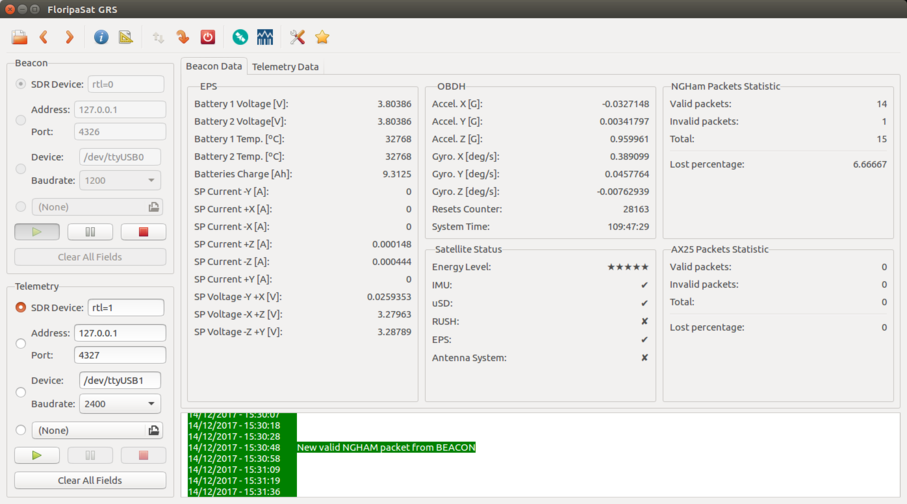 FloripaSat GRS
Beacon
SDR Device: rtl=0
Address: 127.0.0.1
Port: 4326
Device: /dev/ttyUSB0
Baudrate: 1200
(None)
Clear All Fields
Telemetry
SDR Device: rtl=1
Address: 127.0.0.1
Port: 4327
Device: /dev/ttyUSB1
Baudrate: 2400
(None)
Clear All Fields
Beacon Data Telemetry Data
EPS
Battery 1 Voltage [V]: 3.80386
Battery 2 Voltage[V]: 3.80386
Battery 1 Temp. [ºC]: 32768
Battery 2 Temp. [ºC]: 32768
Batteries Charge [Ah]: 9.3125
SP Current -Y [A]: 0
SP Current +X [A]: 0
SP Current -X [A]: 0
SP Current +Z [A]: 0.000148
SP Current -Z [A]: 0.000444
SP Current +Y [A]: 0
SP Voltage -Y +X [V]: 0.0259353
SP Voltage -X +Z [V]: 3.27963
SP Voltage -Z +Y [V]: 3.28789
OBDH
Accel. X [G]: -0.0327148
Accel. Y [G]: 0.00341797
Accel. Z [G]: 0.959961
Gyro. X [deg/s]: 0.389099
Gyro. Y [deg/s]: 0.0457764
Gyro. Z [deg/s]: -0.00762939
Resets Counter: 28163
System Time: 109:47:29
Satellite Status
Energy Level: ★★★★★
IMU: ✔
uSD: ✔
RUSH: ✘
EPS: ✔
Antenna System: ✘
NGHam Packets Statistic
Valid packets: 14
Invalid packets: 1
Total: 15
Lost percentage: 6.66667
AX25 Packets Statistic
Valid packets: 0
Invalid packets: 0
Total: 0
Lost percentage: 0
14/12/2017 - 15:30:07
14/12/2017 - 15:30:18
14/12/2017 - 15:30:28
14/12/2017 - 15:30:48 New valid NGHAM packet from BEACON
14/12/2017 - 15:30:58
14/12/2017 - 15:31:09
14/12/2017 - 15:31:19
14/12/2017 - 15:31:36